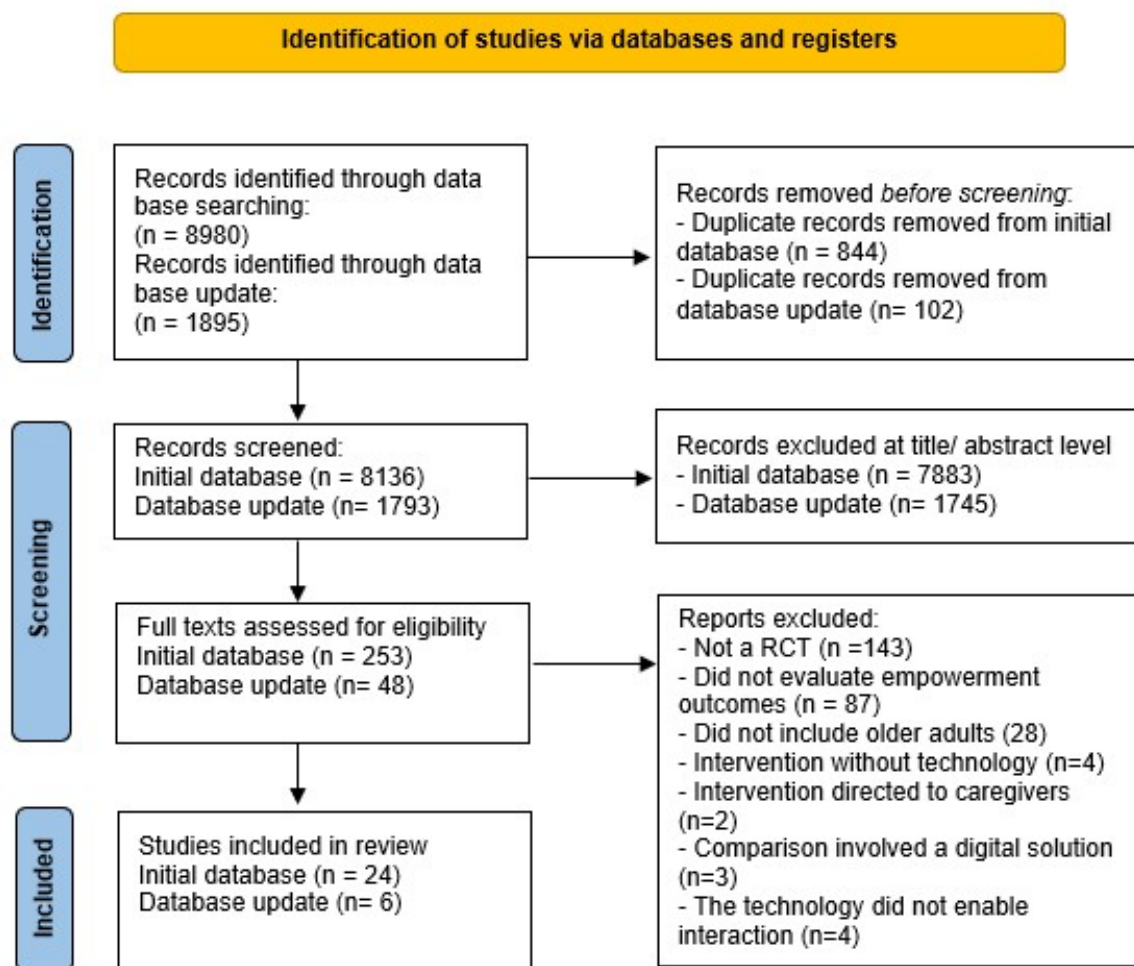 Identification of studies via databases and registers
Identification
Records identified through data
base searching:
(n = 8980)
Records identified through data
base update:
(n = 1895)
Records removed before screening:
- Duplicate records removed from initial
database (n = 844)
- Duplicate records removed from
database update (n= 102)
Screening
Records screened:
Initial database (n = 8136)
Database update (n= 1793)
Records excluded at title/ abstract level
- Initial database (n = 7883)
- Database update (n = 1745)
Full texts assessed for eligibility
Initial database (n = 253)
Database update (n= 48)
Reports excluded:
- Not a RCT (n =143)
- Did not evaluate empowerment
outcomes (n = 87)
- Did not include older adults (28)
- Intervention without technology (n=4)
- Intervention directed to caregivers
(n=2)
- Comparison involved a digital solution
(n=3)
- The technology did not enable
interaction (n=4)
Included
Studies included in review
Initial database (n = 24)
Database update (n= 6)